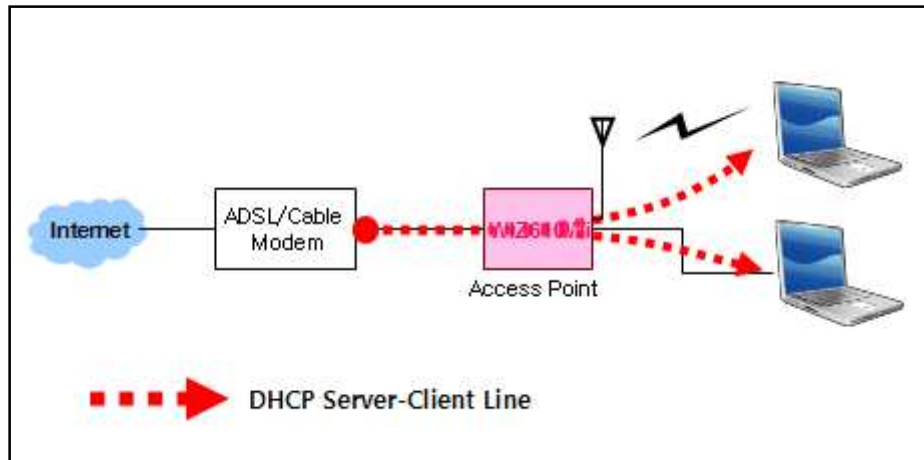 Internet
ADSL/Cable
Modem
Access Point
DHCP Server-Client Line